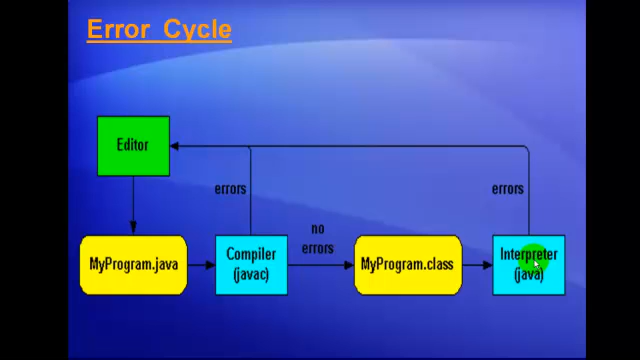 Error Cycle
Editor
errors
errors
no
errors
MyProgram.java
Compiler
(javac)
MyProgram.class
Interpreter
(java)